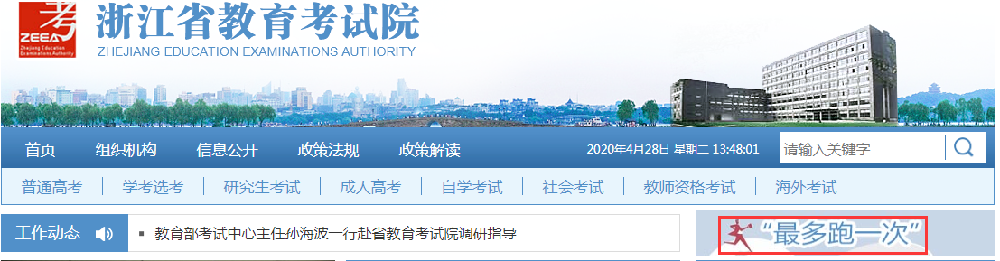 考
ZEEA
Zhejiang Education
Examinations Authority
浙江省教育考试院
ZHEJIANG EDUCATION EXAMINATIONS AUTHORITY
首页 组织机构 信息公开 政策法规 政策解读 2020年4月28日 星期二 13:48:01 请输入关键字
普通高考 学考选考 研究生考试 成人高考 自学考试 社会考试 教师资格考试 海外考试
工作动态 教育部考试中心主任孙海波一行赴省教育考试院调研指导
“最多跑一次”